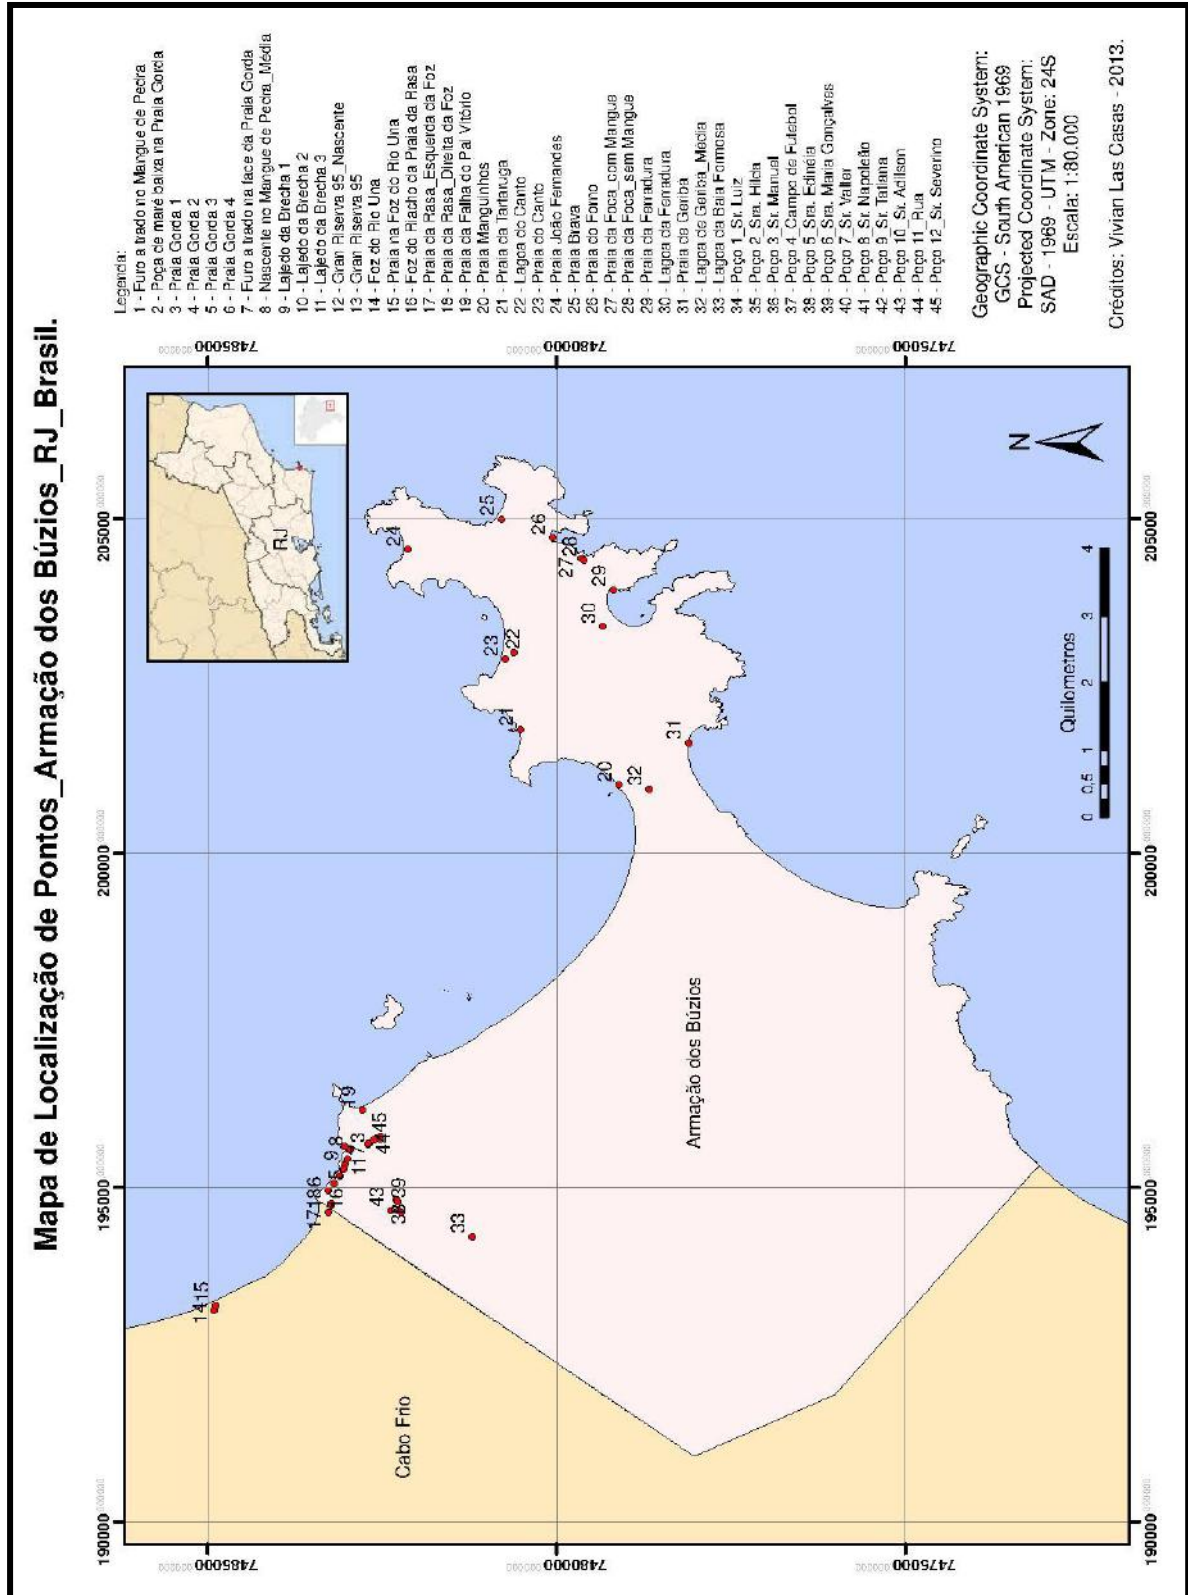 Mapa de Localização de Pontos_Armação dos Búzios_RJ_Brasil.
190000
195000
200000
205000
7485000
7480000
7475000
7485000
7480000
7475000
190000
195000
200000
205000
RJ
Cabo Frio
Armação dos Búzios
1415
19
9
8
43
39
33
20
21
22
23
24
25
26
27
28
29
30
31
32
N
Quilometros
0 0,5 1 2 3 4
Legenda:
1 - Furo a trado no Mangue de Pedra
2 - Poça de maré baixa na Praia Gorda
3 - Praia Gorda 1
4 - Praia Gorda 2
5 - Praia Gorda 3
6 - Praia Gorda 4
7 - Furo a trado na face da Praia Gorda
8 - Nascente no Mangue de Pedra_Média
9 - Lajedo da Brecha 1
10 - Lajedo da Brecha 2
11 - Lajedo da Brecha 3
12 - Gran Riserva 95_Nascente
13 - Gran Riserva 95
14 - Foz do Rio Una
15 - Praia na Foz do Rio Una
16 - Foz do Riacho da Praia da Rasa
17 - Praia da Rasa_Esquerda da Foz
18 - Praia da Rasa_Direita da Foz
19 - Praia da Falha do Pai Vitório
20 - Praia Manguinhos
21 - Praia da Tartaruga
22 - Lagoa do Canto
23 - Praia do Canto
24 - Praia João Fernandes
25 - Praia Brava
26 - Praia do Forno
27 - Praia da Foca_com Mangue
28 - Praia da Foca_sem Mangue
29 - Praia da Ferradura
30 - Lagoa da Ferradura
31 - Praia de Geriba
32 - Lagoa de Geriba_Média
33 - Lagoa da Baia Formosa
34 - Poço 1_Sr. Luiz
35 - Poço 2_Sra. Hilda
36 - Poço 3_Sr. Manuel
37 - Poço 4_Campo de Futebol
38 - Poço 5_Sra. Edinéia
39 - Poço 6_Sra. Maria Gonçalves
40 - Poço 7_Sr. Valter
41 - Poço 8_Sr. Napoleão
42 - Poço 9_Sr. Tatiana
43 - Poço 10_Sr. Adilson
44 - Poço 11_Rua
45 - Poço 12_Sr. Severino
Geographic Coordinate System:
GCS - South American 1969
Projected Coordinate System:
SAD - 1969 - UTM - Zone: 24S
Escala: 1:80.000
Créditos: Vivian Las Casas - 2013.